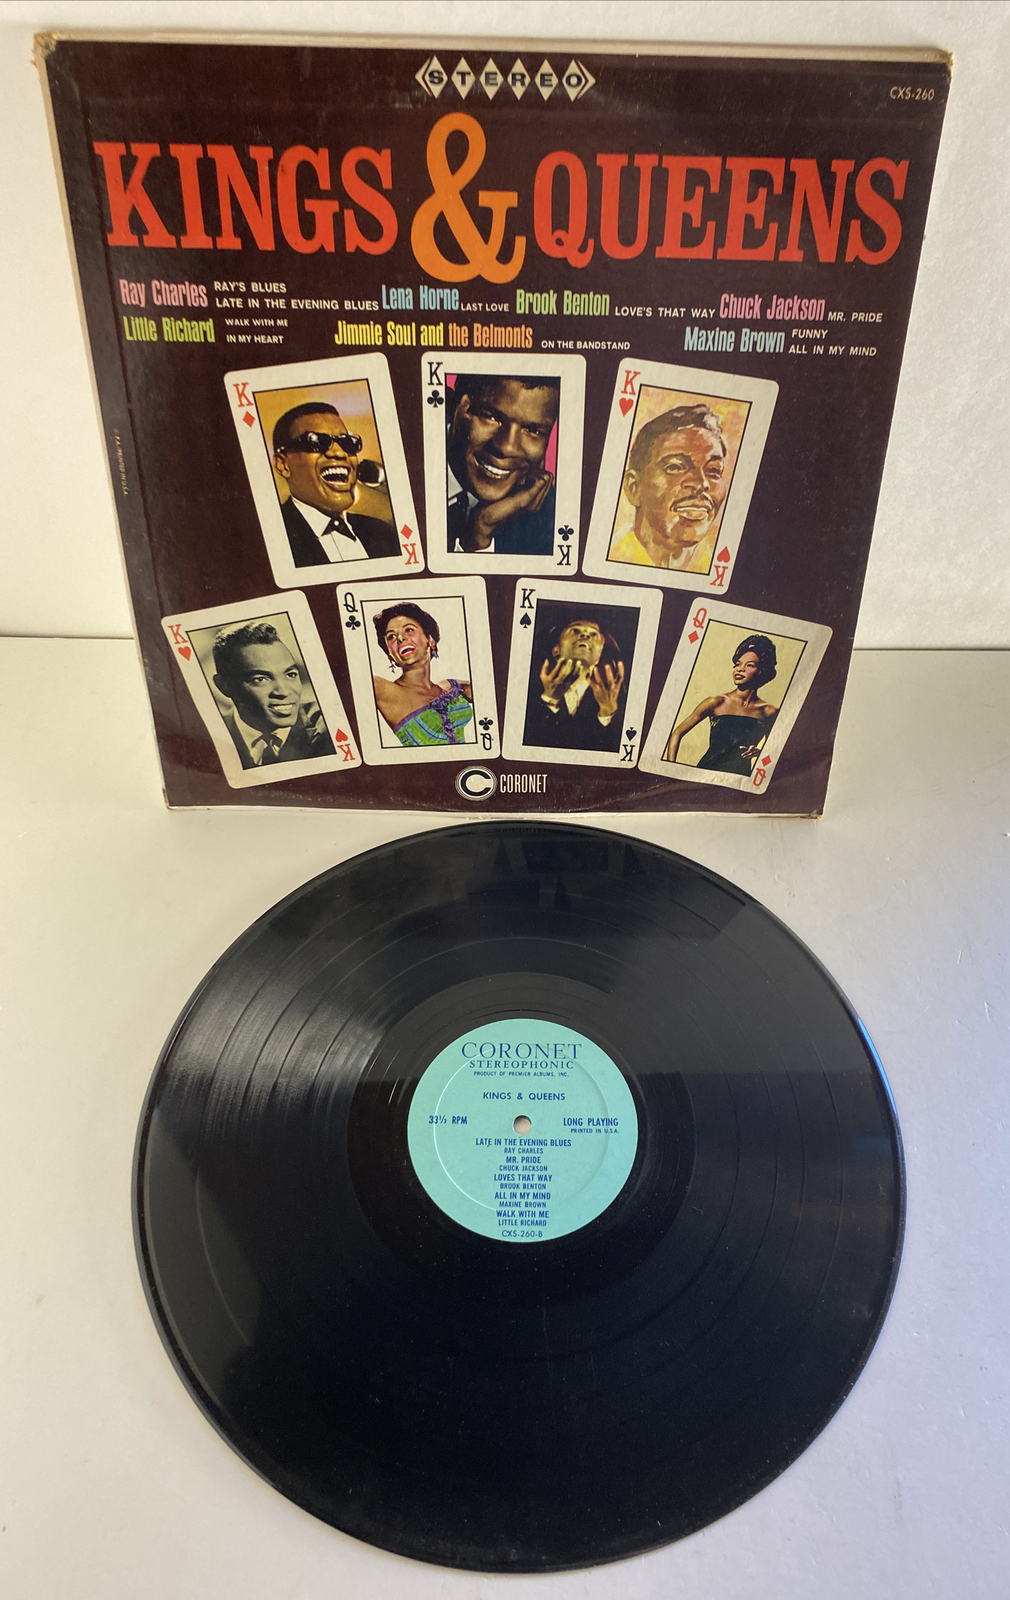 STEREO
CXS-260
KINGS & QUEENS
Ray Charles RAY'S BLUES
LATE IN THE EVENING BLUES
Lena Horne LAST LOVE
Brook Benton LOVE'S THAT WAY
Chuck Jackson MR. PRIDE
Little Richard WALK WITH ME
IN MY HEART
Jimmie Soul and the Belmonts ON THE BANDSTAND
Maxine Brown FUNNY
ALL IN MY MIND
K
K
K
K
K
K
K
K
Q
Q
K
K
Q
Q
C CORONET
CORONET
STEREOPHONIC
PRODUCT OF PREMIER ALBUMS, INC.
KINGS & QUEENS
33⅓ RPM
LONG PLAYING
PRINTED IN U.S.A.
LATE IN THE EVENING BLUES
RAY CHARLES
MR. PRIDE
CHUCK JACKSON
LOVES THAT WAY
BROOK BENTON
ALL IN MY MIND
MAXINE BROWN
WALK WITH ME
LITTLE RICHARD
CXS-260-B